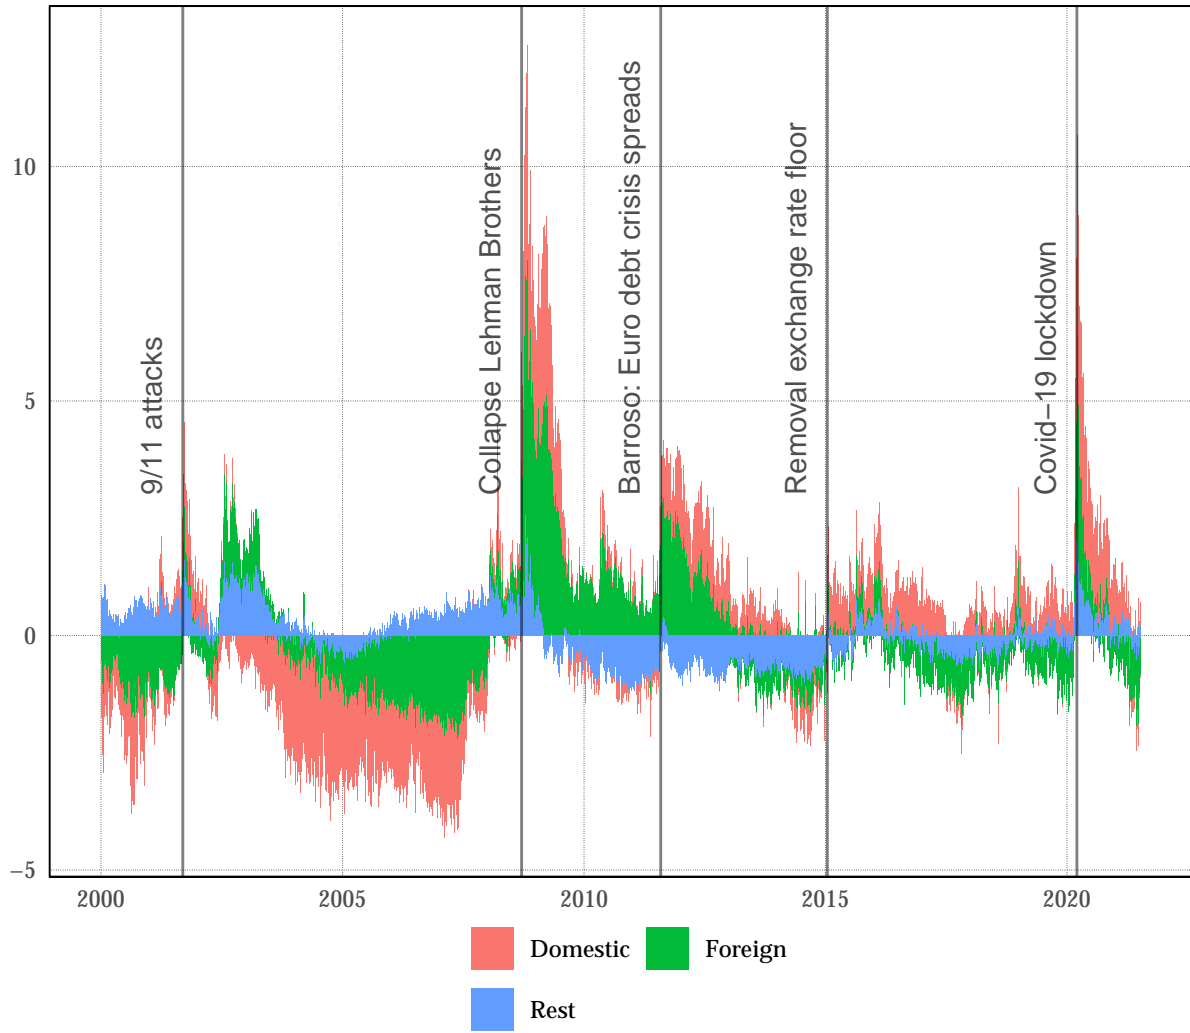 10
5
0
−5
9/11 attacks
Collapse Lehman Brothers
Barroso: Euro debt crisis spreads
Removal exchange rate floor
Covid−19 lockdown
2000 2005 2010 2015 2020
Domestic Foreign
Rest